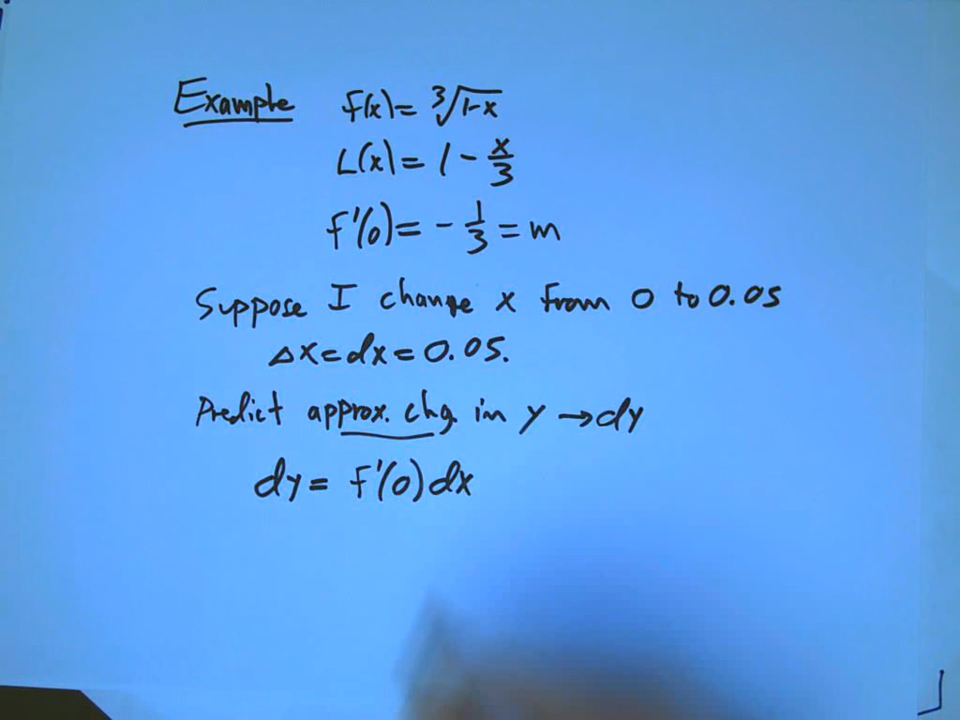 Example f(x)= ∛1-x
L(x)= 1 - x/3
f'(0)= - 1/3 = m
Suppose I change x from 0 to 0.05
Δx=dx=0.05.
Predict approx. chg. in y →dy
dy= f'(0)dx